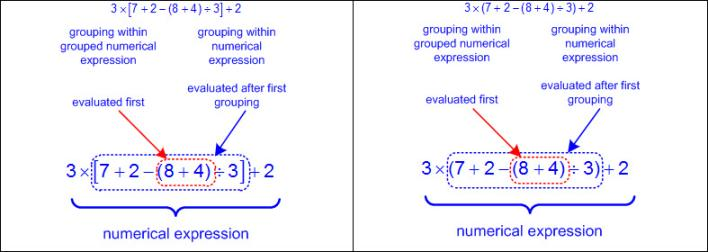 3 × [7 + 2 – (8 + 4) ÷ 3] + 2
grouping within
grouped numerical
expression
grouping within
numerical
expression
evaluated first
evaluated after first
grouping
3 × [7 + 2 – (8 + 4) ÷ 3] + 2
numerical expression
3 × (7 + 2 – (8 + 4) ÷ 3) + 2
grouping within
grouped numerical
expression
grouping within
numerical
expression
evaluated first
evaluated after first
grouping
3 × (7 + 2 – (8 + 4) ÷ 3) + 2
numerical expression